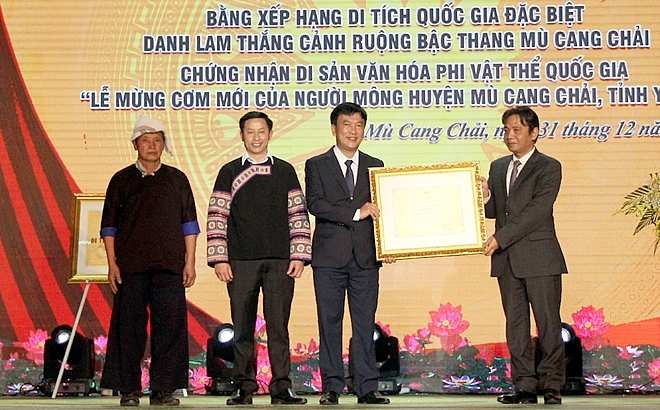 BẰNG XẾP HẠNG DI TÍCH QUỐC GIA ĐẶC BIỆT
DANH LAM THẮNG CẢNH RUỘNG BẬC THANG MÙ CANG CHẢI
CHỨNG NHẬN DI SẢN VĂN HÓA PHI VẬT THỂ QUỐC GIA
"LỄ MỪNG CƠM MỚI CỦA NGƯỜI MÔNG HUYỆN MÙ CANG CHẢI, TỈNH Y
Mù Cang Chải, 31 tháng 12 nă